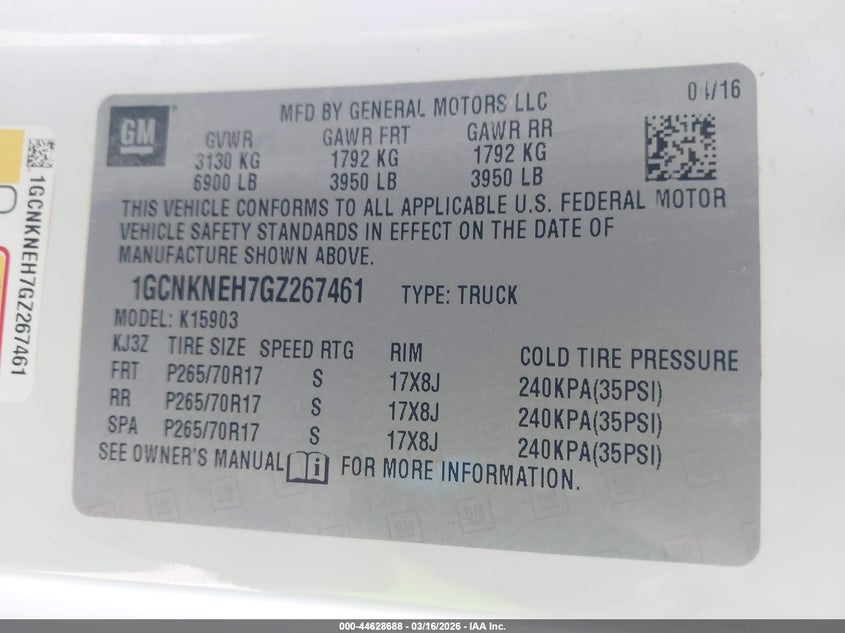 04/16
MFD BY GENERAL MOTORS LLC
GM
GVWR GAWR FRT GAWR RR
3130 KG 1792 KG 1792 KG
6900 LB 3950 LB 3950 LB
THIS VEHICLE CONFORMS TO ALL APPLICABLE U.S. FEDERAL MOTOR
VEHICLE SAFETY STANDARDS IN EFFECT ON THE DATE OF
MANUFACTURE SHOWN ABOVE.
1GCNKNEH7GZ267461 TYPE: TRUCK
MODEL: K15903
KJ3Z TIRE SIZE SPEED RTG RIM COLD TIRE PRESSURE
FRT P265/70R17 S 17X8J 240KPA(35PSI)
RR P265/70R17 S 17X8J 240KPA(35PSI)
SPA P265/70R17 S 17X8J 240KPA(35PSI)
SEE OWNER'S MANUAL FOR MORE INFORMATION.
1GCNKNEH7GZ267461
000-44628688 - 03/16/2026 - IAA Inc.